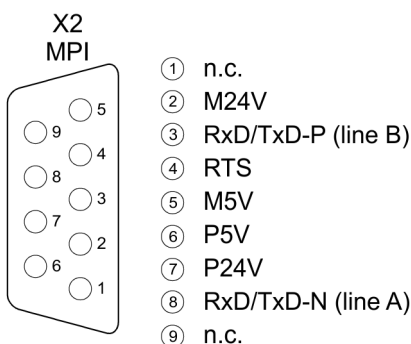 X2
MPI
5
9
4
8
3
7
2
6
1
① n.c.
② M24V
③ RxD/TxD-P (line B)
④ RTS
⑤ M5V
⑥ P5V
⑦ P24V
⑧ RxD/TxD-N (line A)
⑨ n.c.